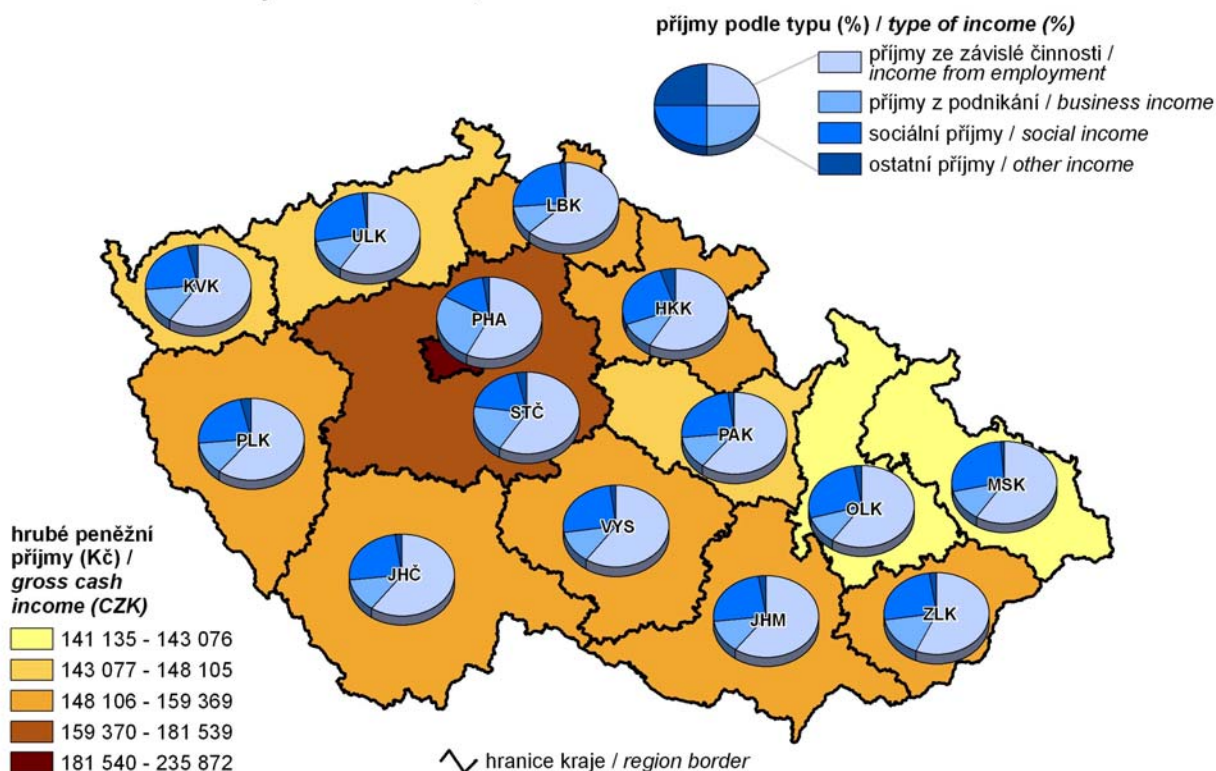 příjmy podle typu (%) / type of income (%)
příjmy ze závislé činnosti /
income from employment
příjmy z podnikání / business income
sociální příjmy / social income
ostatní příjmy / other income
LBK
ULK
KVK
PHA
HKK
STČ
PLK
PAK
MSK
OLK
VYS
JHČ
JHM
ZLK
hrubé peněžní
příjmy (Kč) /
gross cash
income (CZK)
141 135 - 143 076
143 077 - 148 105
148 106 - 159 369
159 370 - 181 539
181 540 - 235 872
hranice kraje / region border